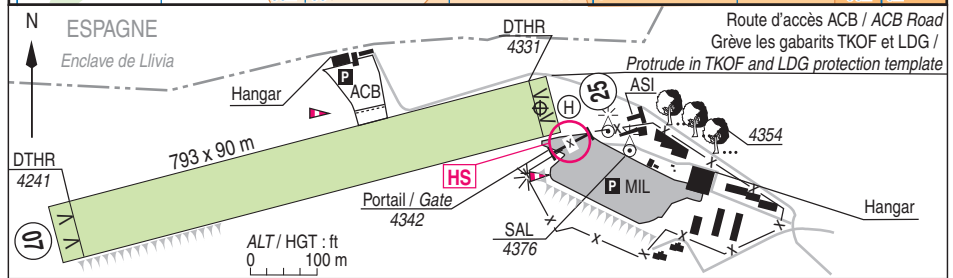 N
ESPAGNE
Enclave de Llivia
DTHR
4331
Route d'accès ACB / ACB Road
Grève les gabarits TKOF et LDG /
Protrude in TKOF and LDG protection template
Hangar
P
ACB
H
25
ASI
4354
793 x 90 m
DTHR
4241
HS
x
P MIL
Portail / Gate
4342
SAL
4376
Hangar
07
ALT / HGT : ft
0 100 m